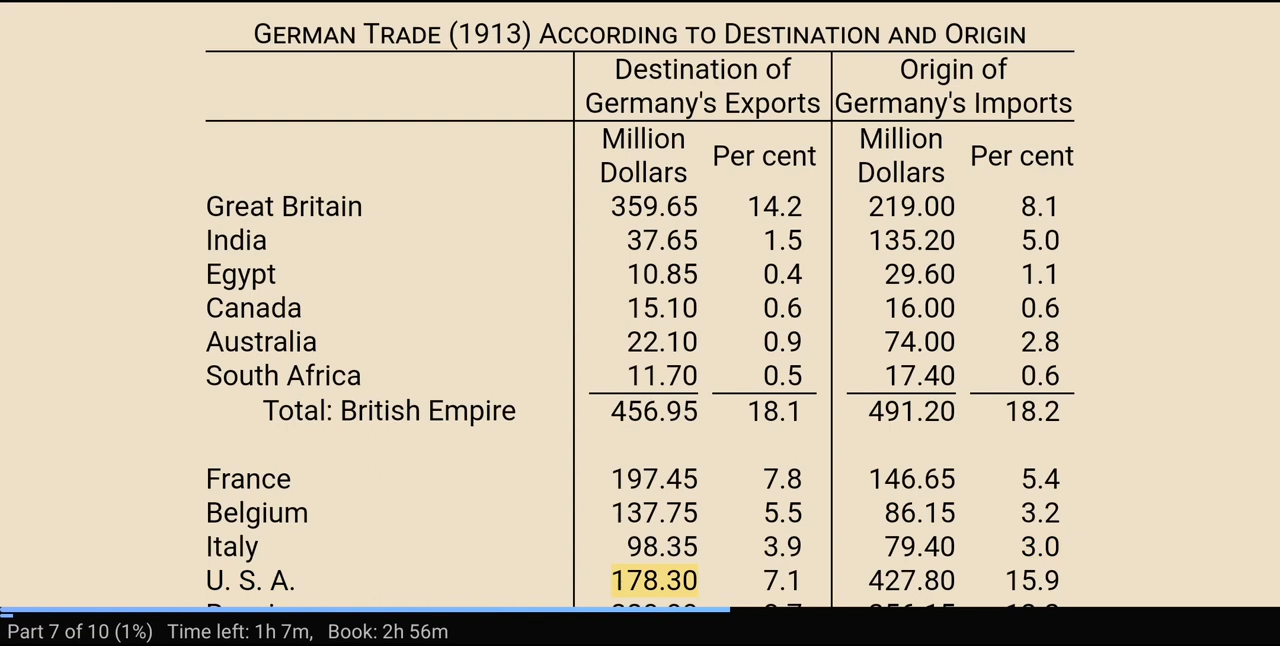 GERMAN TRADE (1913) ACCORDING TO DESTINATION AND ORIGIN
Destination of Germany's Exports | Origin of Germany's Imports
Million Dollars | Per cent | Million Dollars | Per cent
Great Britain 359.65 14.2 219.00 8.1
India 37.65 1.5 135.20 5.0
Egypt 10.85 0.4 29.60 1.1
Canada 15.10 0.6 16.00 0.6
Australia 22.10 0.9 74.00 2.8
South Africa 11.70 0.5 17.40 0.6
Total: British Empire 456.95 18.1 491.20 18.2
France 197.45 7.8 146.65 5.4
Belgium 137.75 5.5 86.15 3.2
Italy 98.35 3.9 79.40 3.0
U. S. A. 178.30 7.1 427.80 15.9
Part 7 of 10 (1%) Time left: 1h 7m, Book: 2h 56m